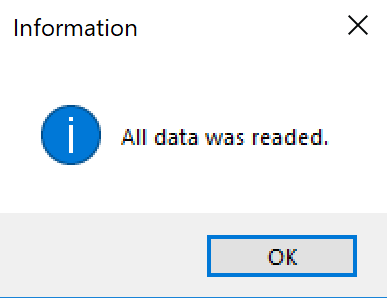 Information
All data was readed.
OK